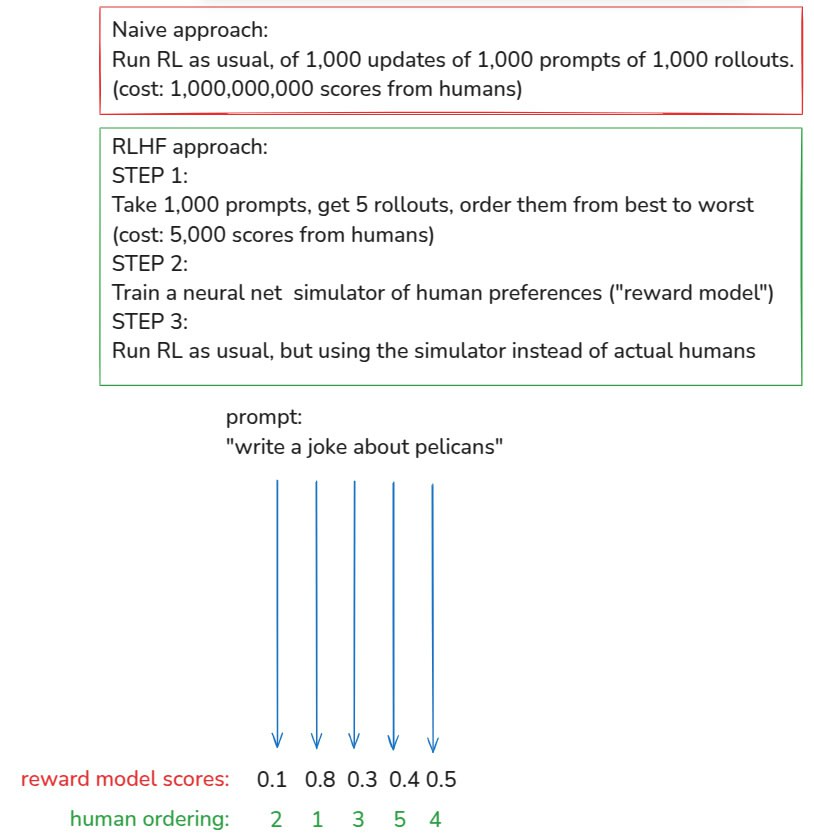 Naive approach:
Run RL as usual, of 1,000 updates of 1,000 prompts of 1,000 rollouts.
(cost: 1,000,000,000 scores from humans)
RLHF approach:
STEP 1:
Take 1,000 prompts, get 5 rollouts, order them from best to worst
(cost: 5,000 scores from humans)
STEP 2:
Train a neural net simulator of human preferences ("reward model")
STEP 3:
Run RL as usual, but using the simulator instead of actual humans
prompt:
"write a joke about pelicans"
reward model scores: 0.1 0.8 0.3 0.4 0.5
human ordering: 2 1 3 5 4